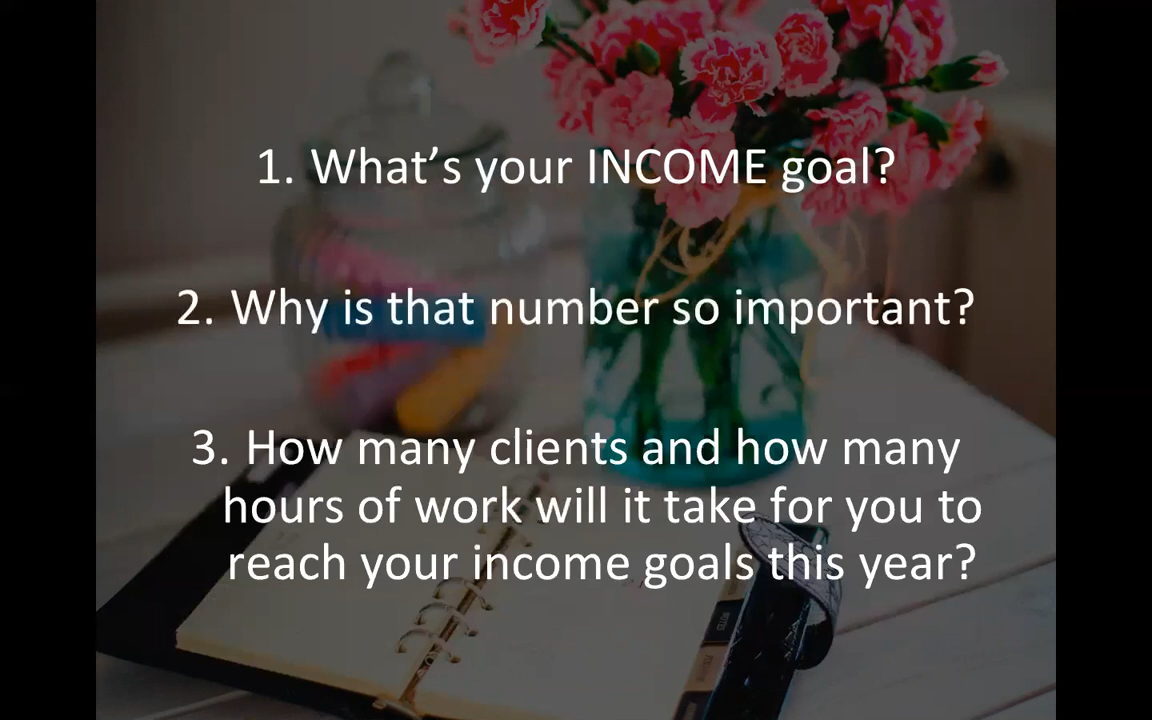 1. What’s your INCOME goal?
2. Why is that number so important?
3. How many clients and how many
hours of work will it take for you to
reach your income goals this year?
NOTES